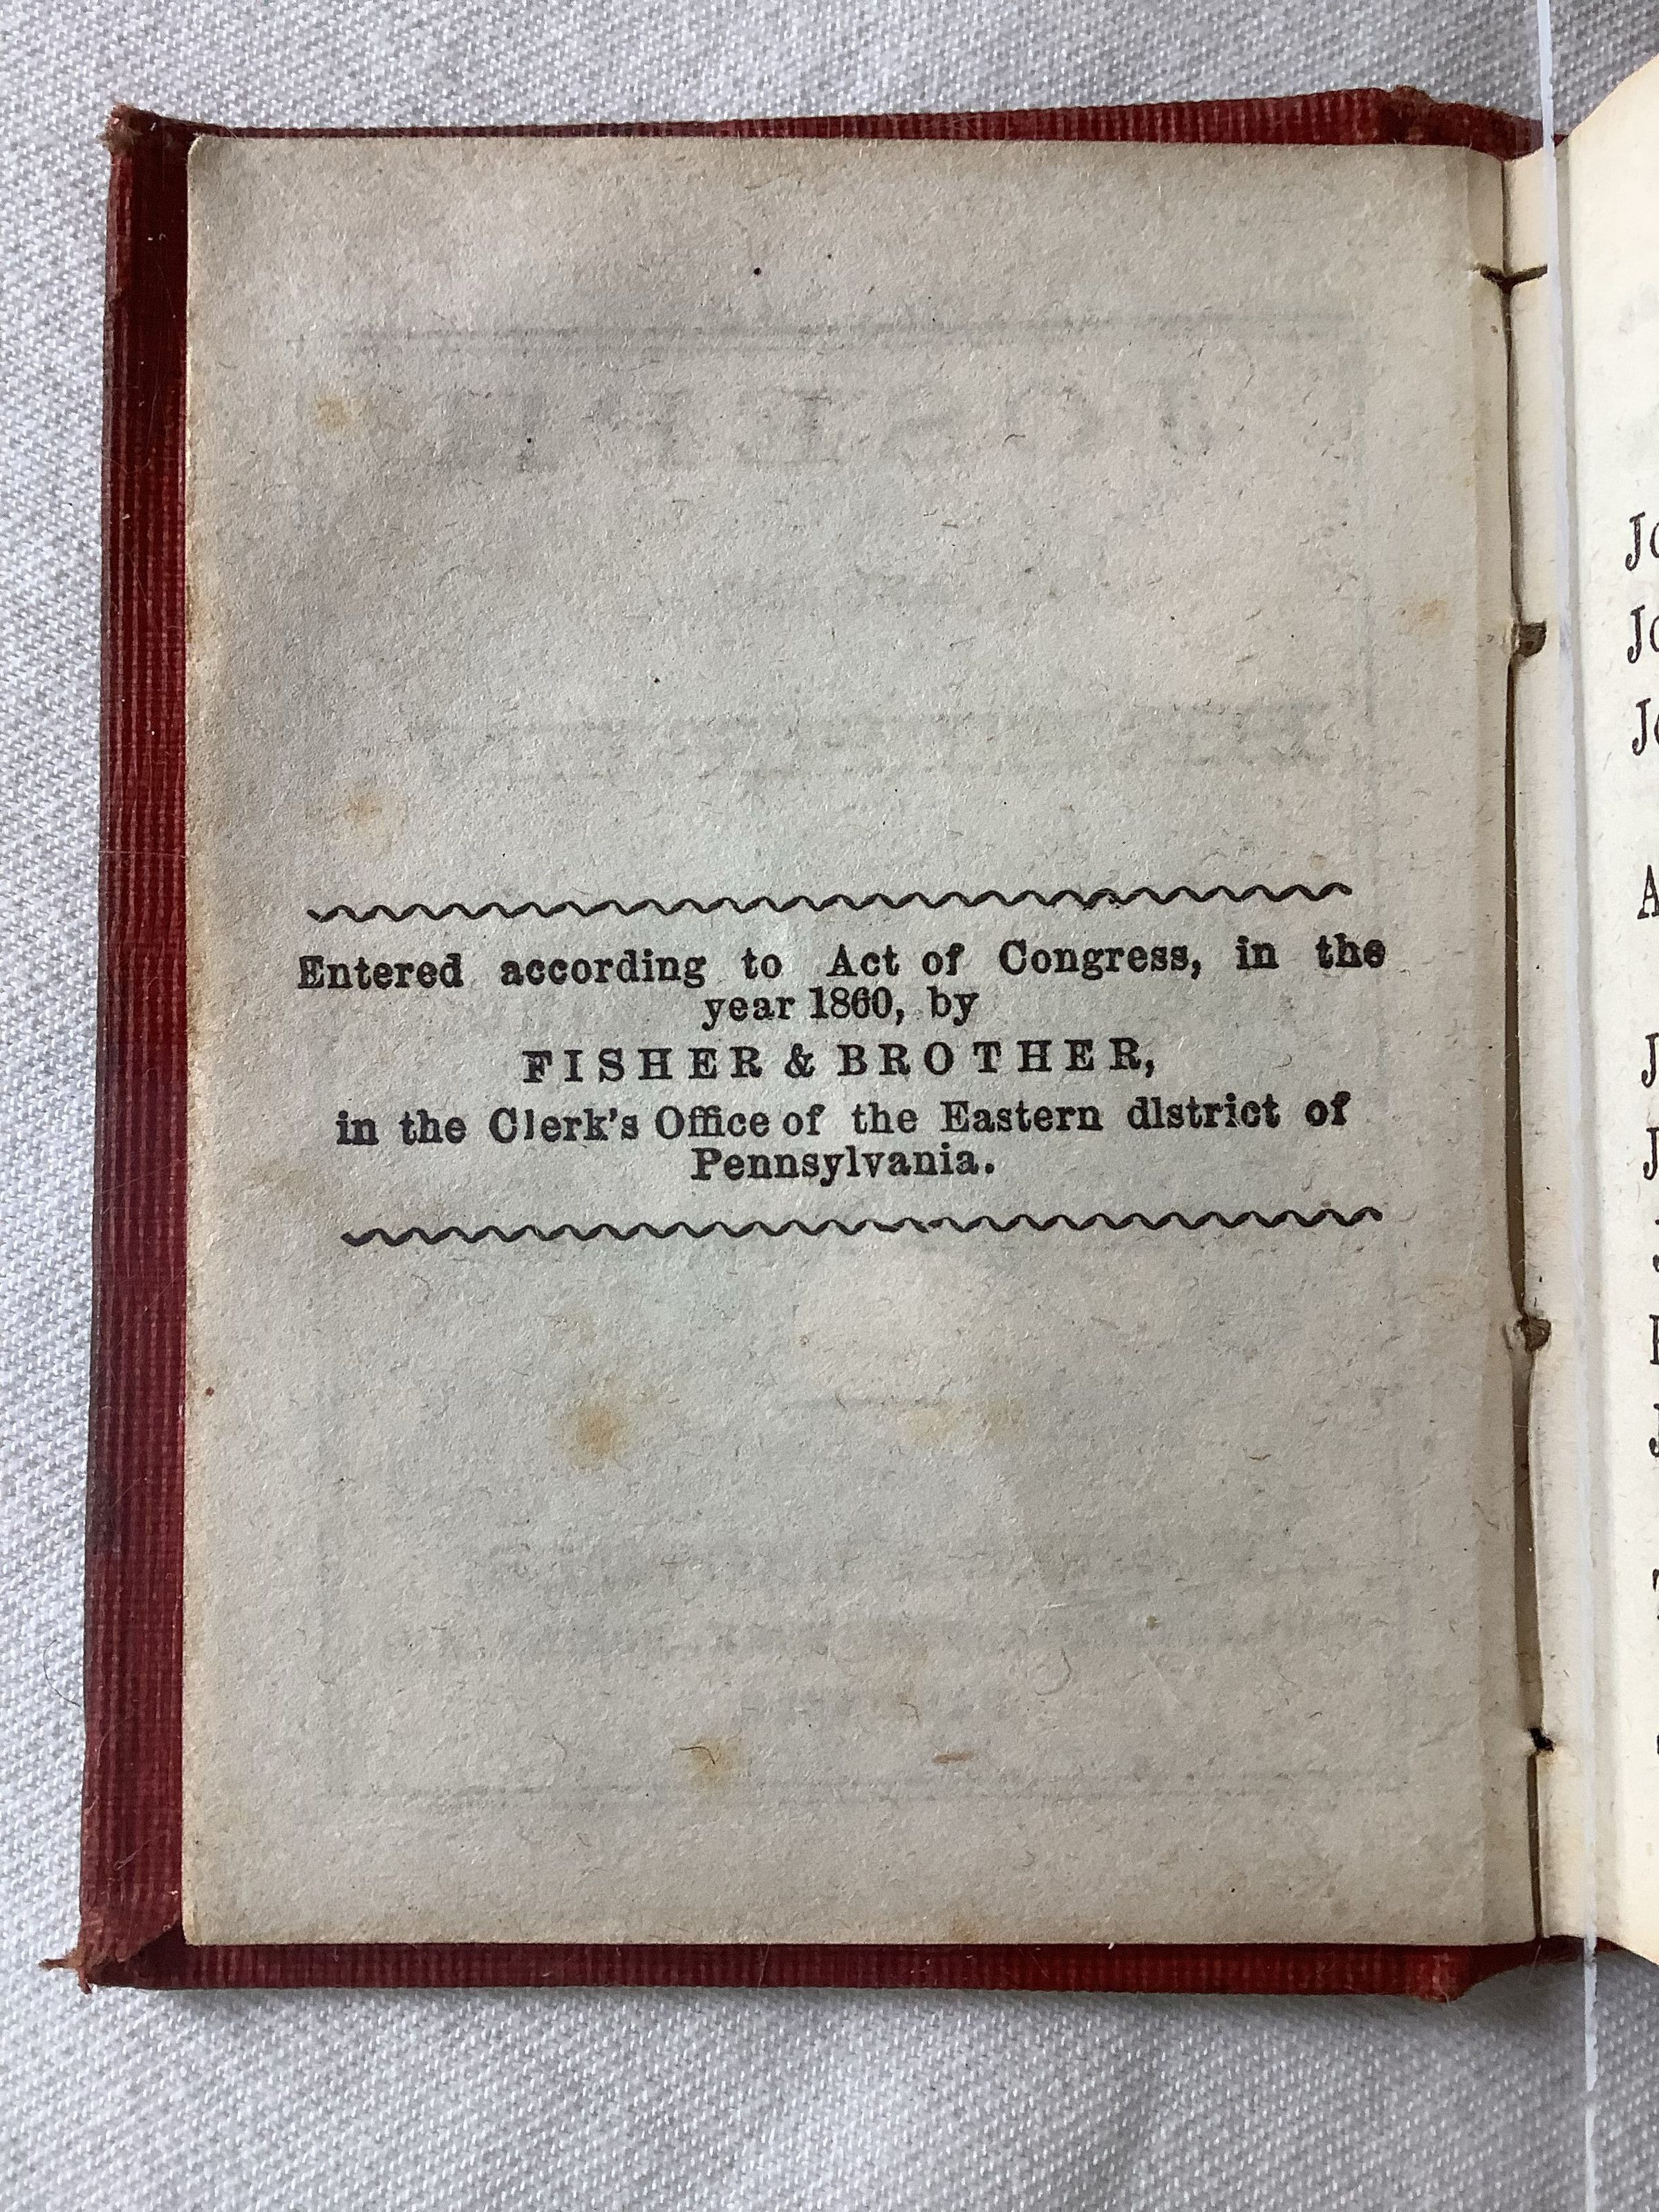 Entered according to Act of Congress, in the
year 1860, by
FISHER & BROTHER,
in the Clerk's Office of the Eastern dlstrict of
Pennsylvania.